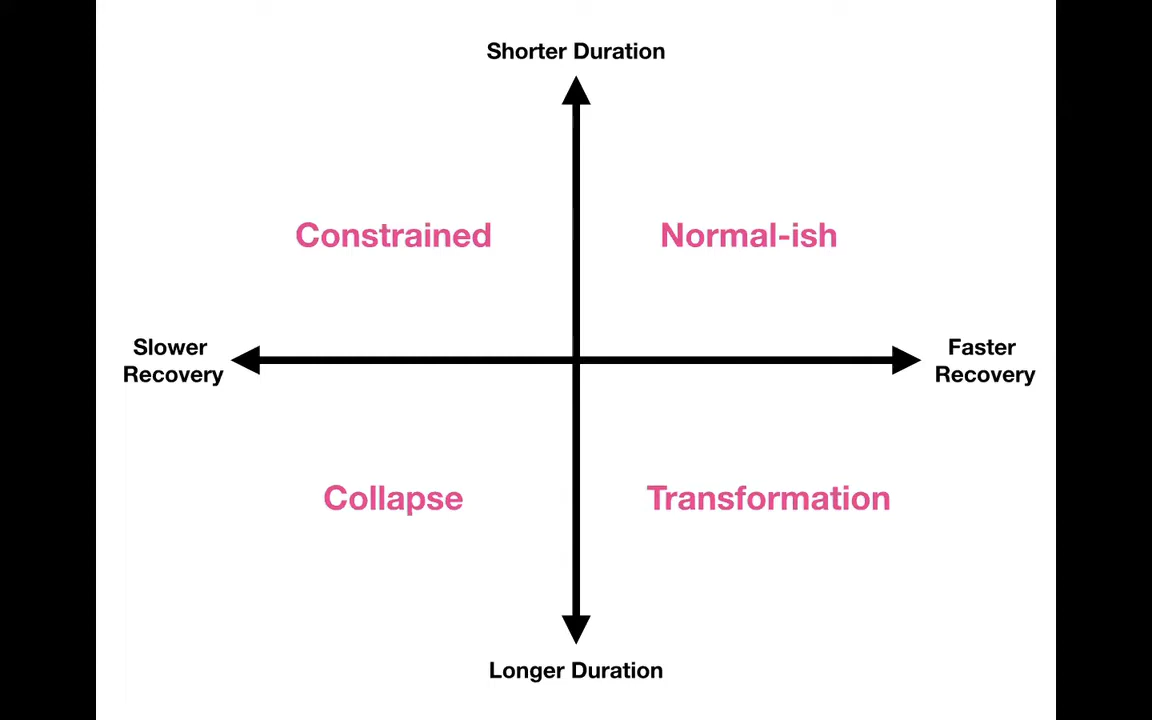 Shorter Duration
Constrained
Normal-ish
Slower
Recovery
Faster
Recovery
Collapse
Transformation
Longer Duration